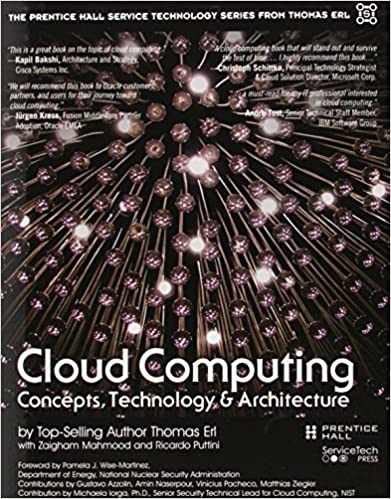 THE PRENTICE HALL SERVICE TECHNOLOGY SERIES FROM THOMAS ERL
"This is a great book on the topic of cloud computing."
– Kapil Bakshi, Architecture and Strategy,
Cisco Systems Inc.
"We will recommend this book to Oracle customers,
partners, and users for their journey toward
cloud computing."
– Jürgen Kress, Fusion Middleware Partner
Adoption, Oracle EMEA
"A cloud computing book that will stand out and survive
the test of time... I highly recommend this book..."
– Christoph Schittko, Principal Technology Strategist
& Cloud Solution Director, Microsoft Corp.
"...a must-read for any IT professional interested
in cloud computing."
– Andre Tost, Senior Technical Staff Member,
IBM Software Group
Cloud Computing
Concepts, Technology & Architecture
by Top-Selling Author Thomas Erl
with Zaigham Mahmood and Ricardo Puttini
PRENTICE
HALL
ServiceTech
PRESS
Foreword by Pamela J. Wise-Martinez,
Department of Energy, National Nuclear Security Administration
Contributions by Gustavo Azzolin, Amin Naserpour, Vinicius Pacheco, Matthias Ziegler
Contribution by Michaela Iorga, Ph.D., Senior Security Technical Lead for Cloud Computing, NIST